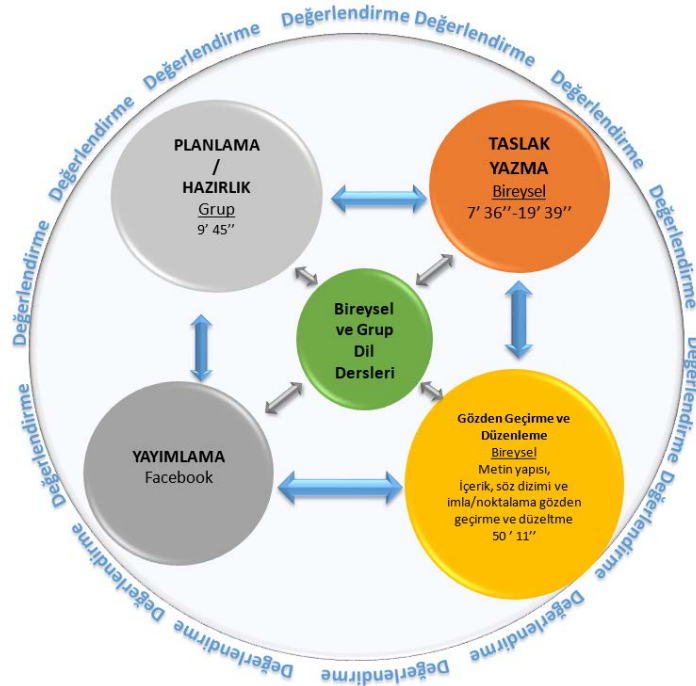 Değerlendirme
Değerlendirme
Değerlendirme
Değerlendirme
Değerlendirme
Değerlendirme
Değerlendirme
Değerlendirme
PLANLAMA
/
HAZIRLIK
Grup
9’ 45’’
TASLAK
YAZMA
Bireysel
7’ 36’’-19’ 39’’
Bireysel
ve Grup
Dil
Dersleri
YAYIMLAMA
Facebook
Gözden Geçirme ve
Düzenleme
Bireysel
Metin yapısı,
İçerik, söz dizimi ve
imla/noktalama gözden
geçirme ve düzeltme
50 ’ 11’’
Değerlendirme
Değerlendirme
Değerlendirme
Değerlendirme
Değerlendirme
Değerlendirme
Değerlendirme
Değerlendirme
Değerlendirme
Değerlendirme